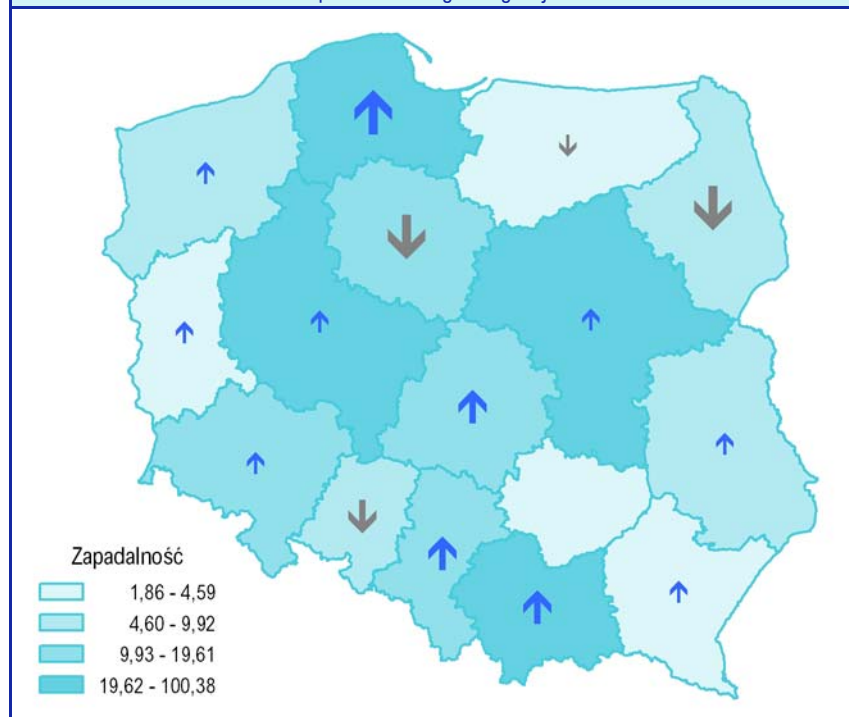 Zapadalność
1,86 - 4,59
4,60 - 9,92
9,93 - 19,61
19,62 - 100,38